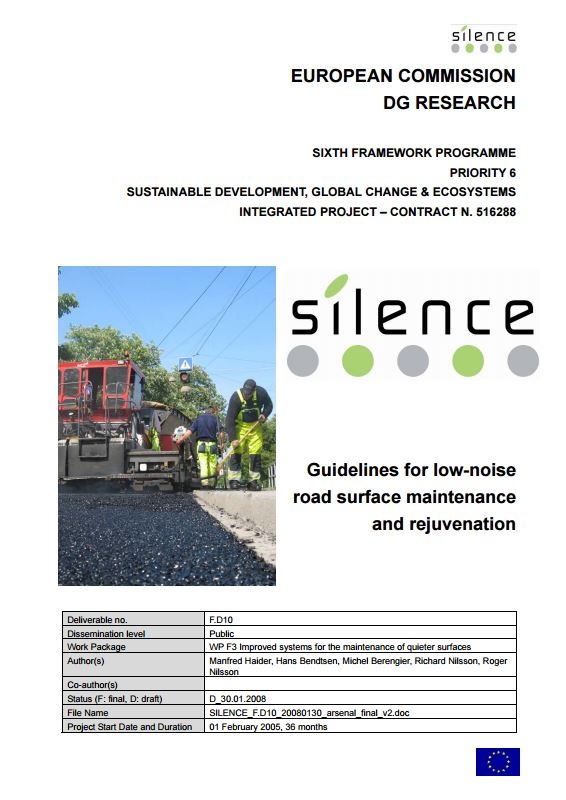 silence
EUROPEAN COMMISSION
DG RESEARCH
SIXTH FRAMEWORK PROGRAMME
PRIORITY 6
SUSTAINABLE DEVELOPMENT, GLOBAL CHANGE & ECOSYSTEMS
INTEGRATED PROJECT – CONTRACT N. 516288
silence
Guidelines for low-noise
road surface maintenance
and rejuvenation
Deliverable no. F.D10
Dissemination level Public
Work Package WP F3 Improved systems for the maintenance of quieter surfaces
Author(s) Manfred Haider, Hans Bendtsen, Michel Berengier, Richard Nilsson, Roger
Nilsson
Co-author(s)
Status (F: final, D: draft) D_30.01.2008
File Name SILENCE_F.D10_20080130_arsenal_final_v2.doc
Project Start Date and Duration 01 February 2005, 36 months